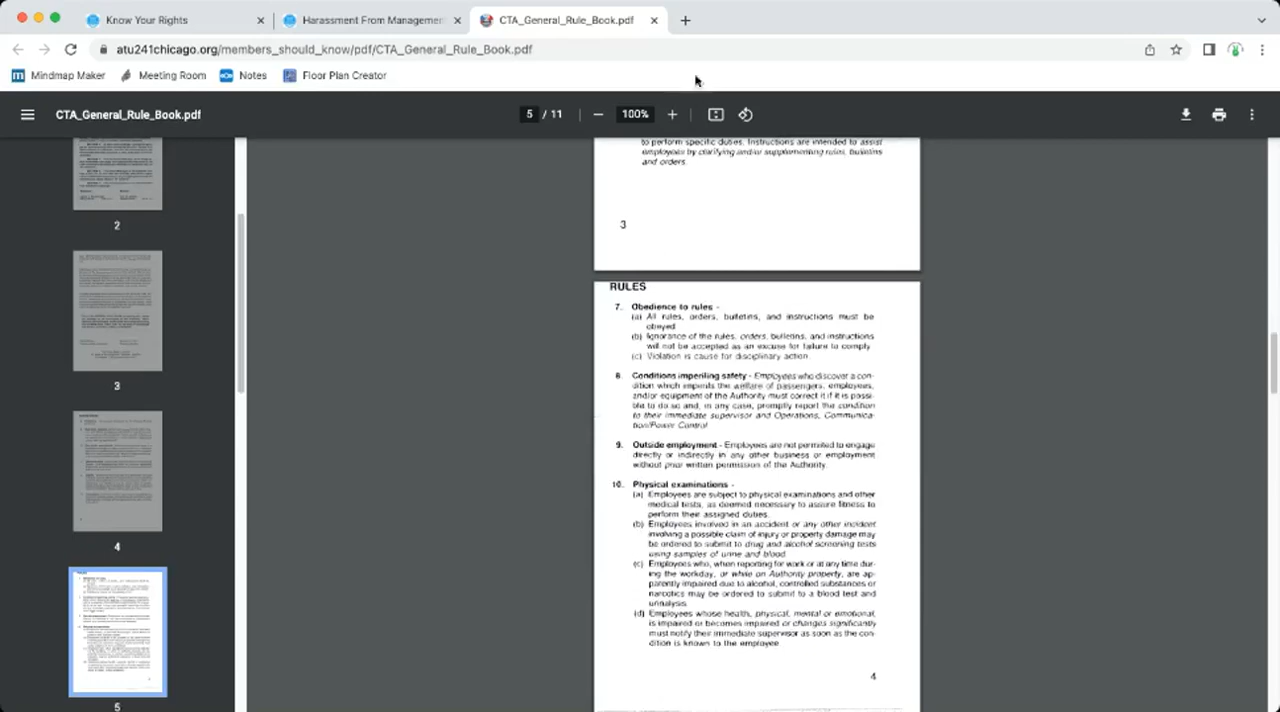 Know Your Rights
Harassment From Managemen
CTA_General_Rule_Book.pdf
atu241chicago.org/members_should_know/pdf/CTA_General_Rule_Book.pdf
Mindmap Maker
Meeting Room
Notes
Floor Plan Creator
CTA_General_Rule_Book.pdf
5 / 11
100%
2
3
4
5
to perform specific duties. Instructions are intended to assist
employees by clarifying and/or supplementing rules, bulletins
and orders.
3
RULES
7. Obedience to rules -
(a) All rules, orders, bulletins, and instructions must be
obeyed
(b) Ignorance of the rules, orders, bulletins, and instructions
will not be accepted as an excuse for failure to comply
(c) Violation is cause for disciplinary action
8. Conditions imperiling safety - Employees who discover a con-
dition which imperils the welfare of passengers, employees,
and/or equipment of the Authority must correct it if it is possi-
ble to do so and, in any case, promptly report the condition
to their immediate supervisor and Operations, Communica-
tion/Power Control
9. Outside employment - Employees are not permitted to engage
directly or indirectly in any other business or employment
without prior written permission of the Authority.
10. Physical examinations -
(a) Employees are subject to physical examinations and other
medical tests, as deemed necessary to assure fitness to
perform their assigned duties.
(b) Employees involved in an accident or any other incident
involving a possible claim of injury or property damage may
be ordered to submit to drug and alcohol screening tests
using samples of urine and blood
(c) Employees who, when reporting for work or at any time dur-
ing the workday, or while on Authority property, are ap-
parently impaired due to alcohol, controlled substances or
narcotics may be ordered to submit to a blood test and
urinalysis.
(d) Employees whose health, physical, mental or emotional,
is impaired or becomes impaired or changes significantly
must notify their immediate supervisor as soon as the con-
dition is known to the employee
4